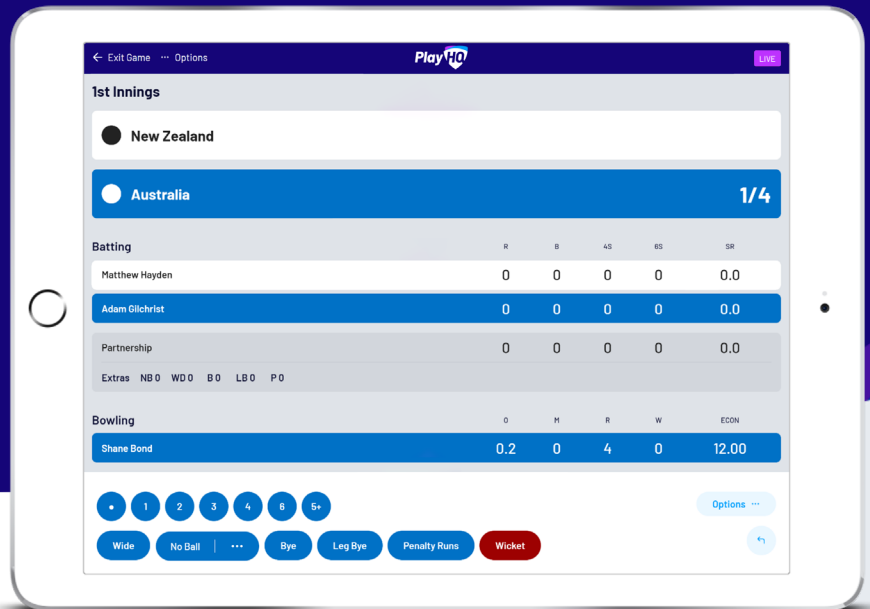 ← Exit Game ··· Options PlayHQ LIVE
1st Innings
New Zealand
Australia 1/4
Batting R B 4S 6S SR
Matthew Hayden 0 0 0 0 0.0
Adam Gilchrist 0 0 0 0 0.0
Partnership 0 0 0 0 0.0
Extras NB 0 WD 0 B 0 LB 0 P 0
Bowling O M R W ECON
Shane Bond 0.2 0 4 0 12.00
• 1 2 3 4 6 5+ Options ···
Wide No Ball | ··· Bye Leg Bye Penalty Runs Wicket